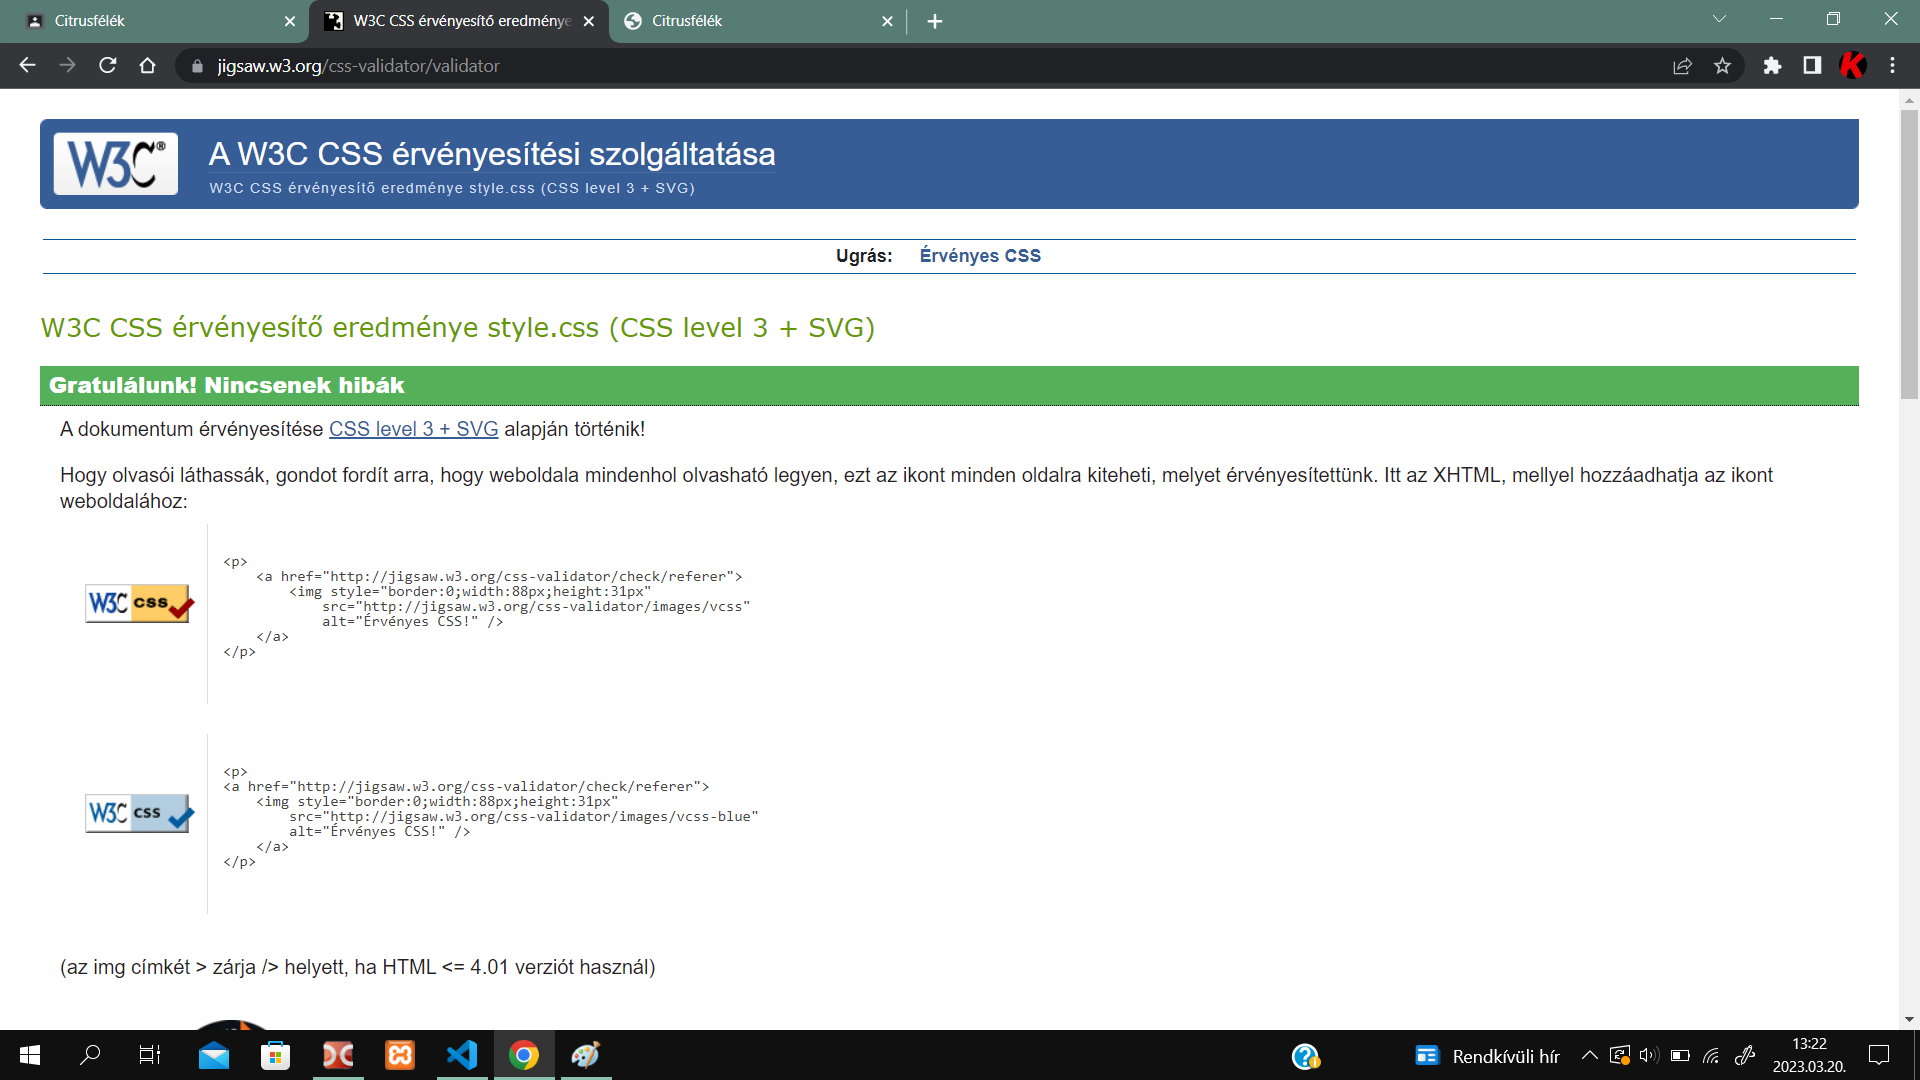 Citrusfélék
W3C CSS érvényesítő eredménye
Citrusfélék
jigsaw.w3.org/css-validator/validator
W3C®
A W3C CSS érvényesítési szolgáltatása
W3C CSS érvényesítő eredménye style.css (CSS level 3 + SVG)
Ugrás: Érvényes CSS
W3C CSS érvényesítő eredménye style.css (CSS level 3 + SVG)
Gratulálunk! Nincsenek hibák
A dokumentum érvényesítése CSS level 3 + SVG alapján történik!
Hogy olvasói láthassák, gondot fordít arra, hogy weboldala mindenhol olvasható legyen, ezt az ikont minden oldalra kiteheti, melyet érvényesítettünk. Itt az XHTML, mellyel hozzáadhatja az ikont
weboldalához:
W3C css
<p>
<a href="http://jigsaw.w3.org/css-validator/check/referer">
<img style="border:0;width:88px;height:31px"
src="http://jigsaw.w3.org/css-validator/images/vcss"
alt="Érvényes CSS!" />
</a>
</p>
W3C css
<p>
<a href="http://jigsaw.w3.org/css-validator/check/referer">
<img style="border:0;width:88px;height:31px"
src="http://jigsaw.w3.org/css-validator/images/vcss-blue"
alt="Érvényes CSS!" />
</a>
</p>
(az img címkét > zárja /> helyett, ha HTML <= 4.01 verziót használ)
Rendkívüli hír
13:22
2023.03.20.